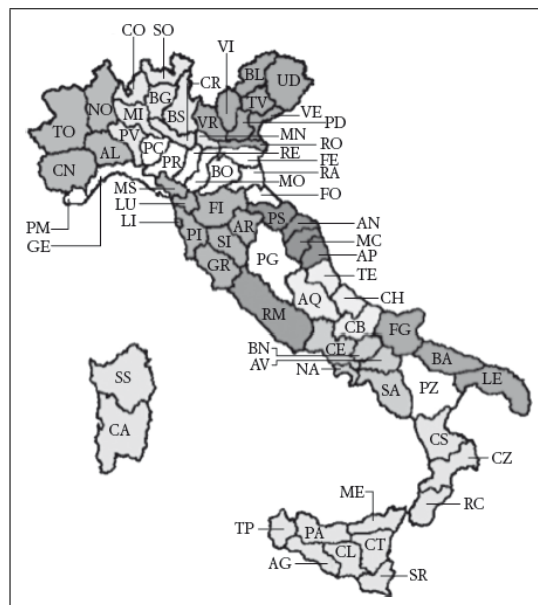 CO SO
VI
CR
BL UD
NO BG TV
MI BS VE
TO VR PD
PV MN RO
AL PC RE FE
CN PR RA
BO
MS MO FO
LU FI
PM LI PS AN
GE PI AR MC
SI AP
GR PG TE
AQ CH
RM
CB FG
BN CE BA
AV
NA LE
SS SA PZ
CA CS
CZ
ME RC
TP PA
CT
AG CL
SR